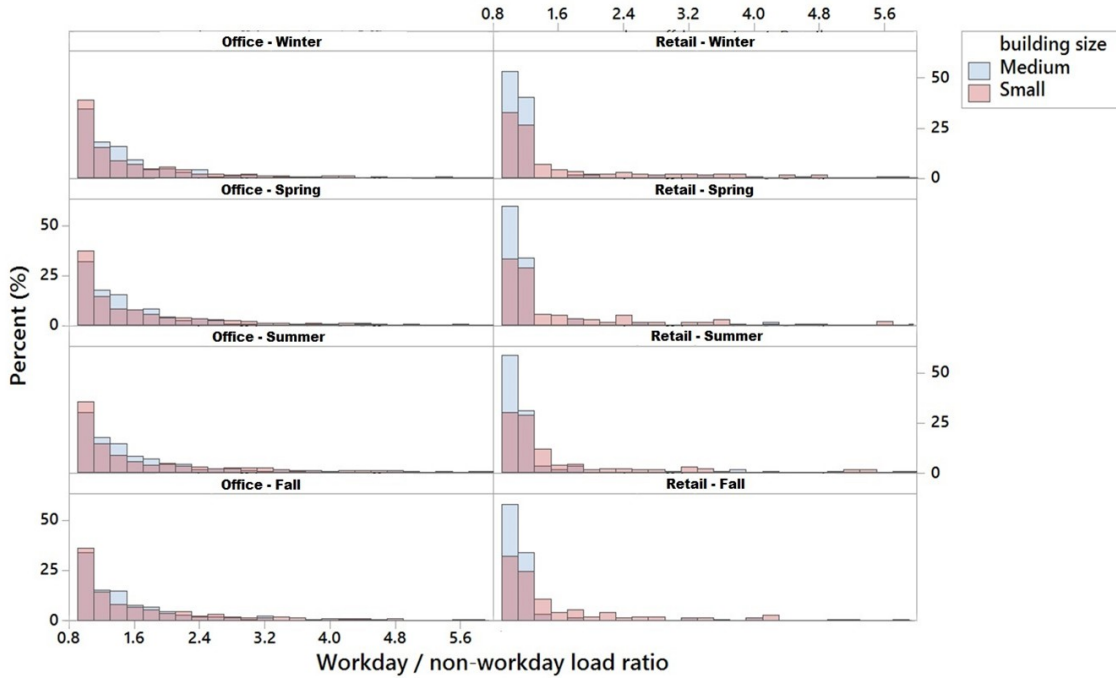 0.8 1.6 2.4 3.2 4.0 4.8 5.6
Office - Winter Retail - Winter
building size
Medium
Small
50
25
0
Office - Spring Retail - Spring
50
25
0
Office - Summer Retail - Summer
50
25
0
Office - Fall Retail - Fall
50
25
0
0.8 1.6 2.4 3.2 4.0 4.8 5.6
Percent (%)
Workday / non-workday load ratio